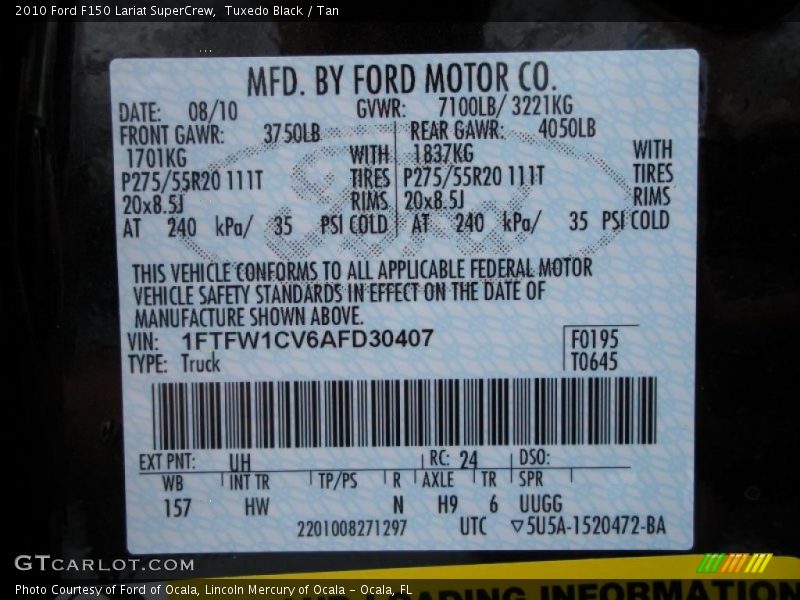 2010 Ford F150 Lariat SuperCrew,  Tuxedo Black / Tan
MFD. BY FORD MOTOR CO.
DATE: 08/10 GVWR: 7100LB/ 3221KG
FRONT GAWR: 3750LB REAR GAWR: 4050LB
1701KG WITH 1837KG WITH
P275/55R20 111T TIRES P275/55R20 111T TIRES
20x8.5J RIMS 20x8.5J RIMS
AT 240 kPa/ 35 PSI COLD AT 240 kPa/ 35 PSI COLD
Ford
THIS VEHICLE CONFORMS TO ALL APPLICABLE FEDERAL MOTOR
VEHICLE SAFETY STANDARDS IN EFFECT ON THE DATE OF
MANUFACTURE SHOWN ABOVE.
VIN: 1FTFW1CV6AFD30407 F0195
TYPE: Truck T0645
EXT PNT: UH RC: 24 DSO:
WB INT TR TP/PS R AXLE TR SPR
157 HW N H9 6 UUGG
2201008271297 UTC ▽5U5A-1520472-BA
GTCARLOT.COM
LOADING INFORMATION
Photo Courtesy of Ford of Ocala, Lincoln Mercury of Ocala – Ocala, FL